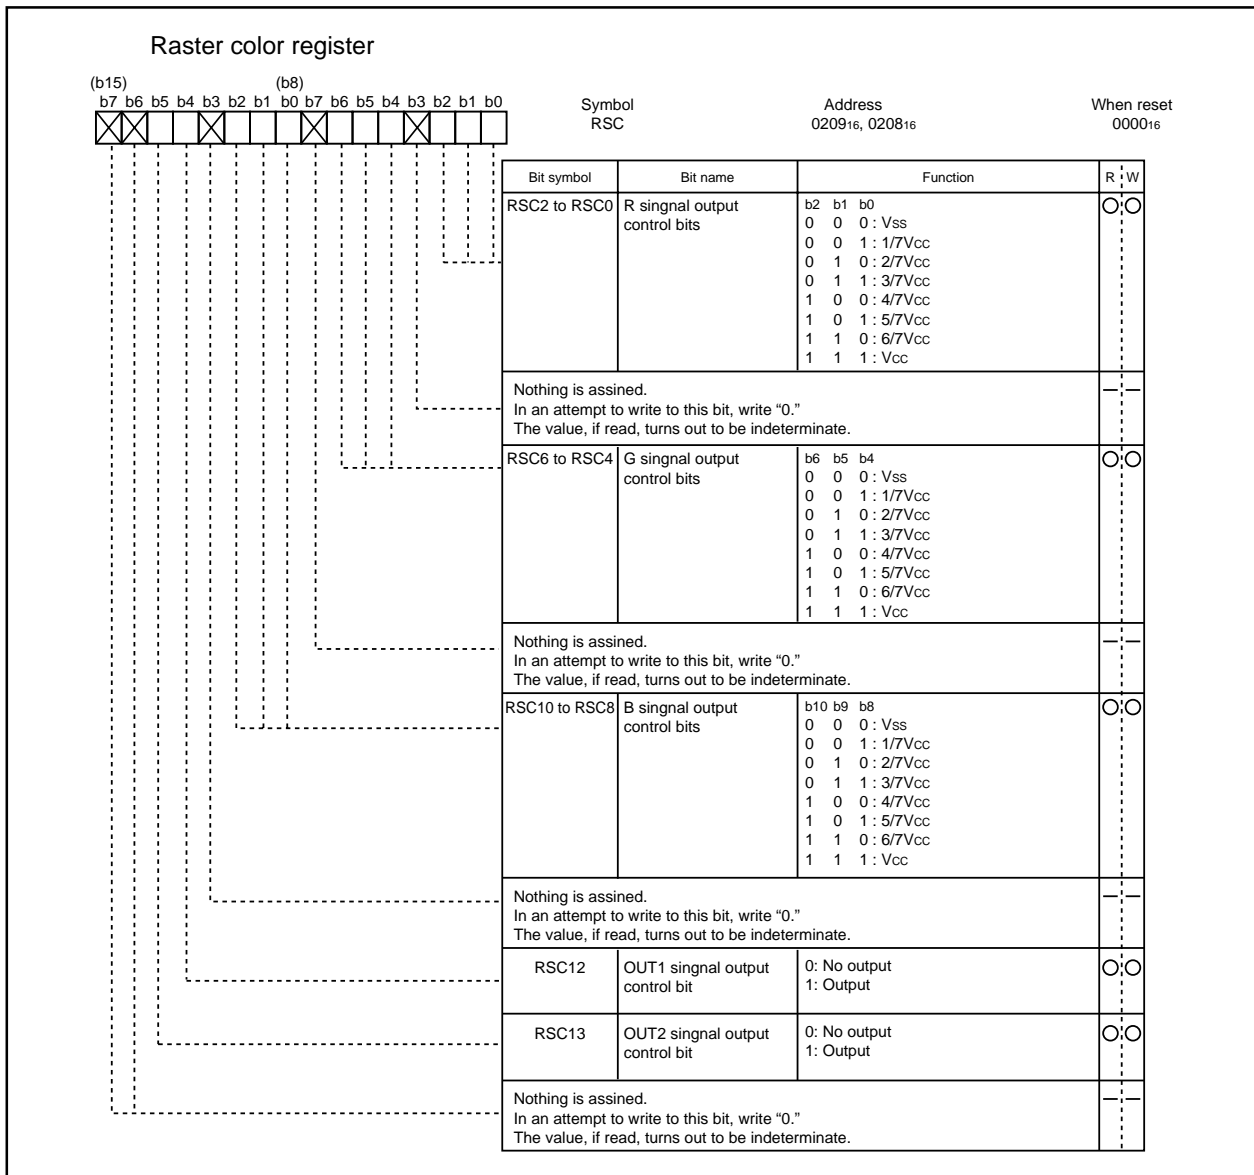 Raster color register
(b15) (b8)
b7 b6 b5 b4 b3 b2 b1 b0 b7 b6 b5 b4 b3 b2 b1 b0
Symbol Address When reset
RSC 020916, 020816 000016
Bit symbol Bit name Function R W
RSC2 to RSC0 R singnal output b2 b1 b0
control bits 0 0 0 : VSS
0 0 1 : 1/7VCC
0 1 0 : 2/7VCC
0 1 1 : 3/7VCC
1 0 0 : 4/7VCC
1 0 1 : 5/7VCC
1 1 0 : 6/7VCC
1 1 1 : VCC
Nothing is assined. — —
In an attempt to write to this bit, write “0.”
The value, if read, turns out to be indeterminate.
RSC6 to RSC4 G singnal output b6 b5 b4
control bits 0 0 0 : VSS
0 0 1 : 1/7VCC
0 1 0 : 2/7VCC
0 1 1 : 3/7VCC
1 0 0 : 4/7VCC
1 0 1 : 5/7VCC
1 1 0 : 6/7VCC
1 1 1 : VCC
Nothing is assined. — —
In an attempt to write to this bit, write “0.”
The value, if read, turns out to be indeterminate.
RSC10 to RSC8 B singnal output b10 b9 b8
control bits 0 0 0 : VSS
0 0 1 : 1/7VCC
0 1 0 : 2/7VCC
0 1 1 : 3/7VCC
1 0 0 : 4/7VCC
1 0 1 : 5/7VCC
1 1 0 : 6/7VCC
1 1 1 : VCC
Nothing is assined. — —
In an attempt to write to this bit, write “0.”
The value, if read, turns out to be indeterminate.
RSC12 OUT1 singnal output 0: No output
control bit 1: Output
RSC13 OUT2 singnal output 0: No output
control bit 1: Output
Nothing is assined. — —
In an attempt to write to this bit, write “0.”
The value, if read, turns out to be indeterminate.